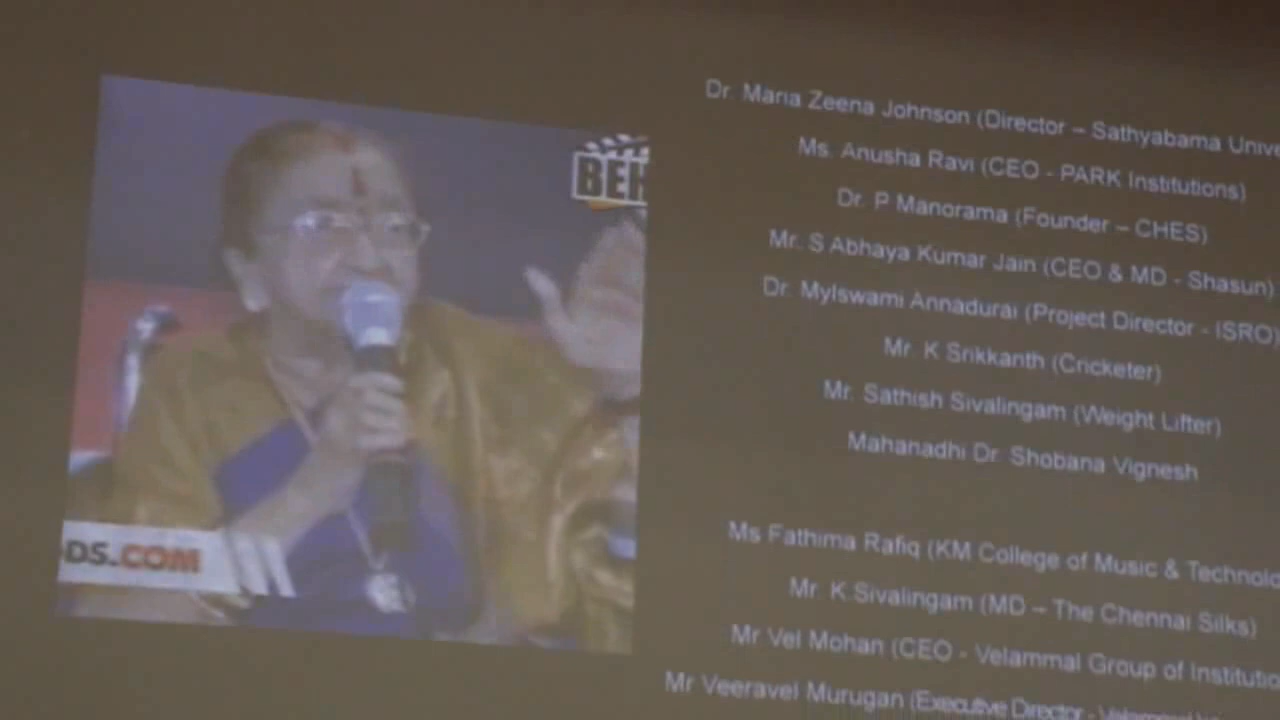 BEH
DS.COM
Dr. Maria Zeena Johnson (Director – Sathyabama Unive
Ms. Anusha Ravi (CEO - PARK Institutions)
Dr. P Manorama (Founder – CHES)
Mr. S Abhaya Kumar Jain (CEO & MD - Shasun)
Dr. Mylswami Annadurai (Project Director - ISRO)
Mr. K Srikkanth (Cricketer)
Mr. Sathish Sivalingam (Weight Lifter)
Mahanadhi Dr. Shobana Vignesh
Ms Fathima Rafiq (KM College of Music & Technolo
Mr. K Sivalingam (MD – The Chennai Silks)
Mr Vel Mohan (CEO - Velammal Group of Institutio
Mr Veeravel Murugan (Executive Director -